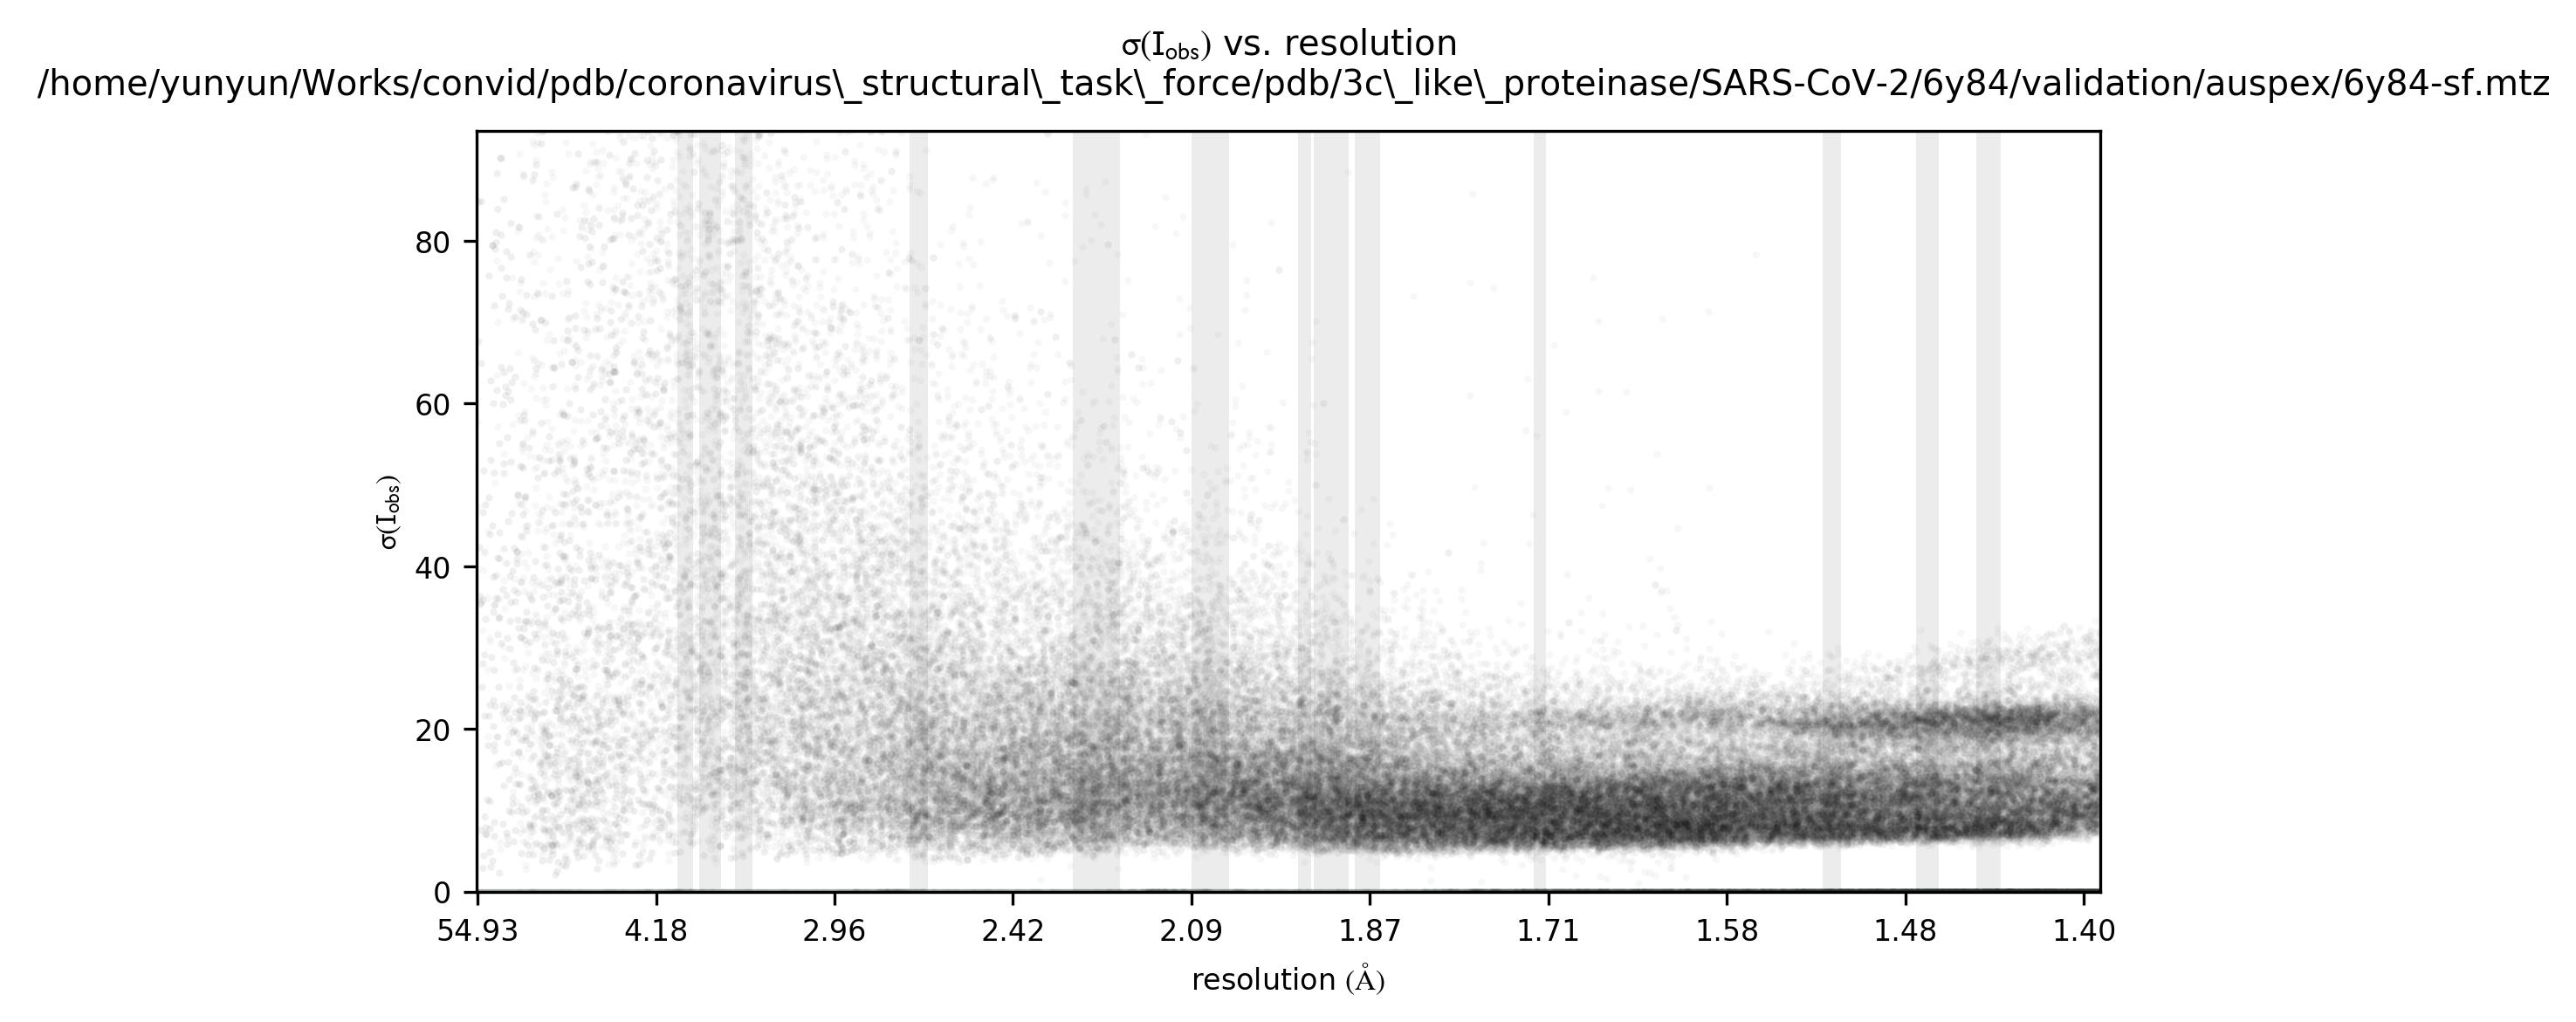 σ(I_obs) vs. resolution
/home/yunyun/Works/convid/pdb/coronavirus\_structural\_task\_force/pdb/3c\_like\_proteinase/SARS-CoV-2/6y84/validation/auspex/6y84-sf.mtz
σ(I_obs)
80
60
40
20
0
54.93 4.18 2.96 2.42 2.09 1.87 1.71 1.58 1.48 1.40
resolution (Å)